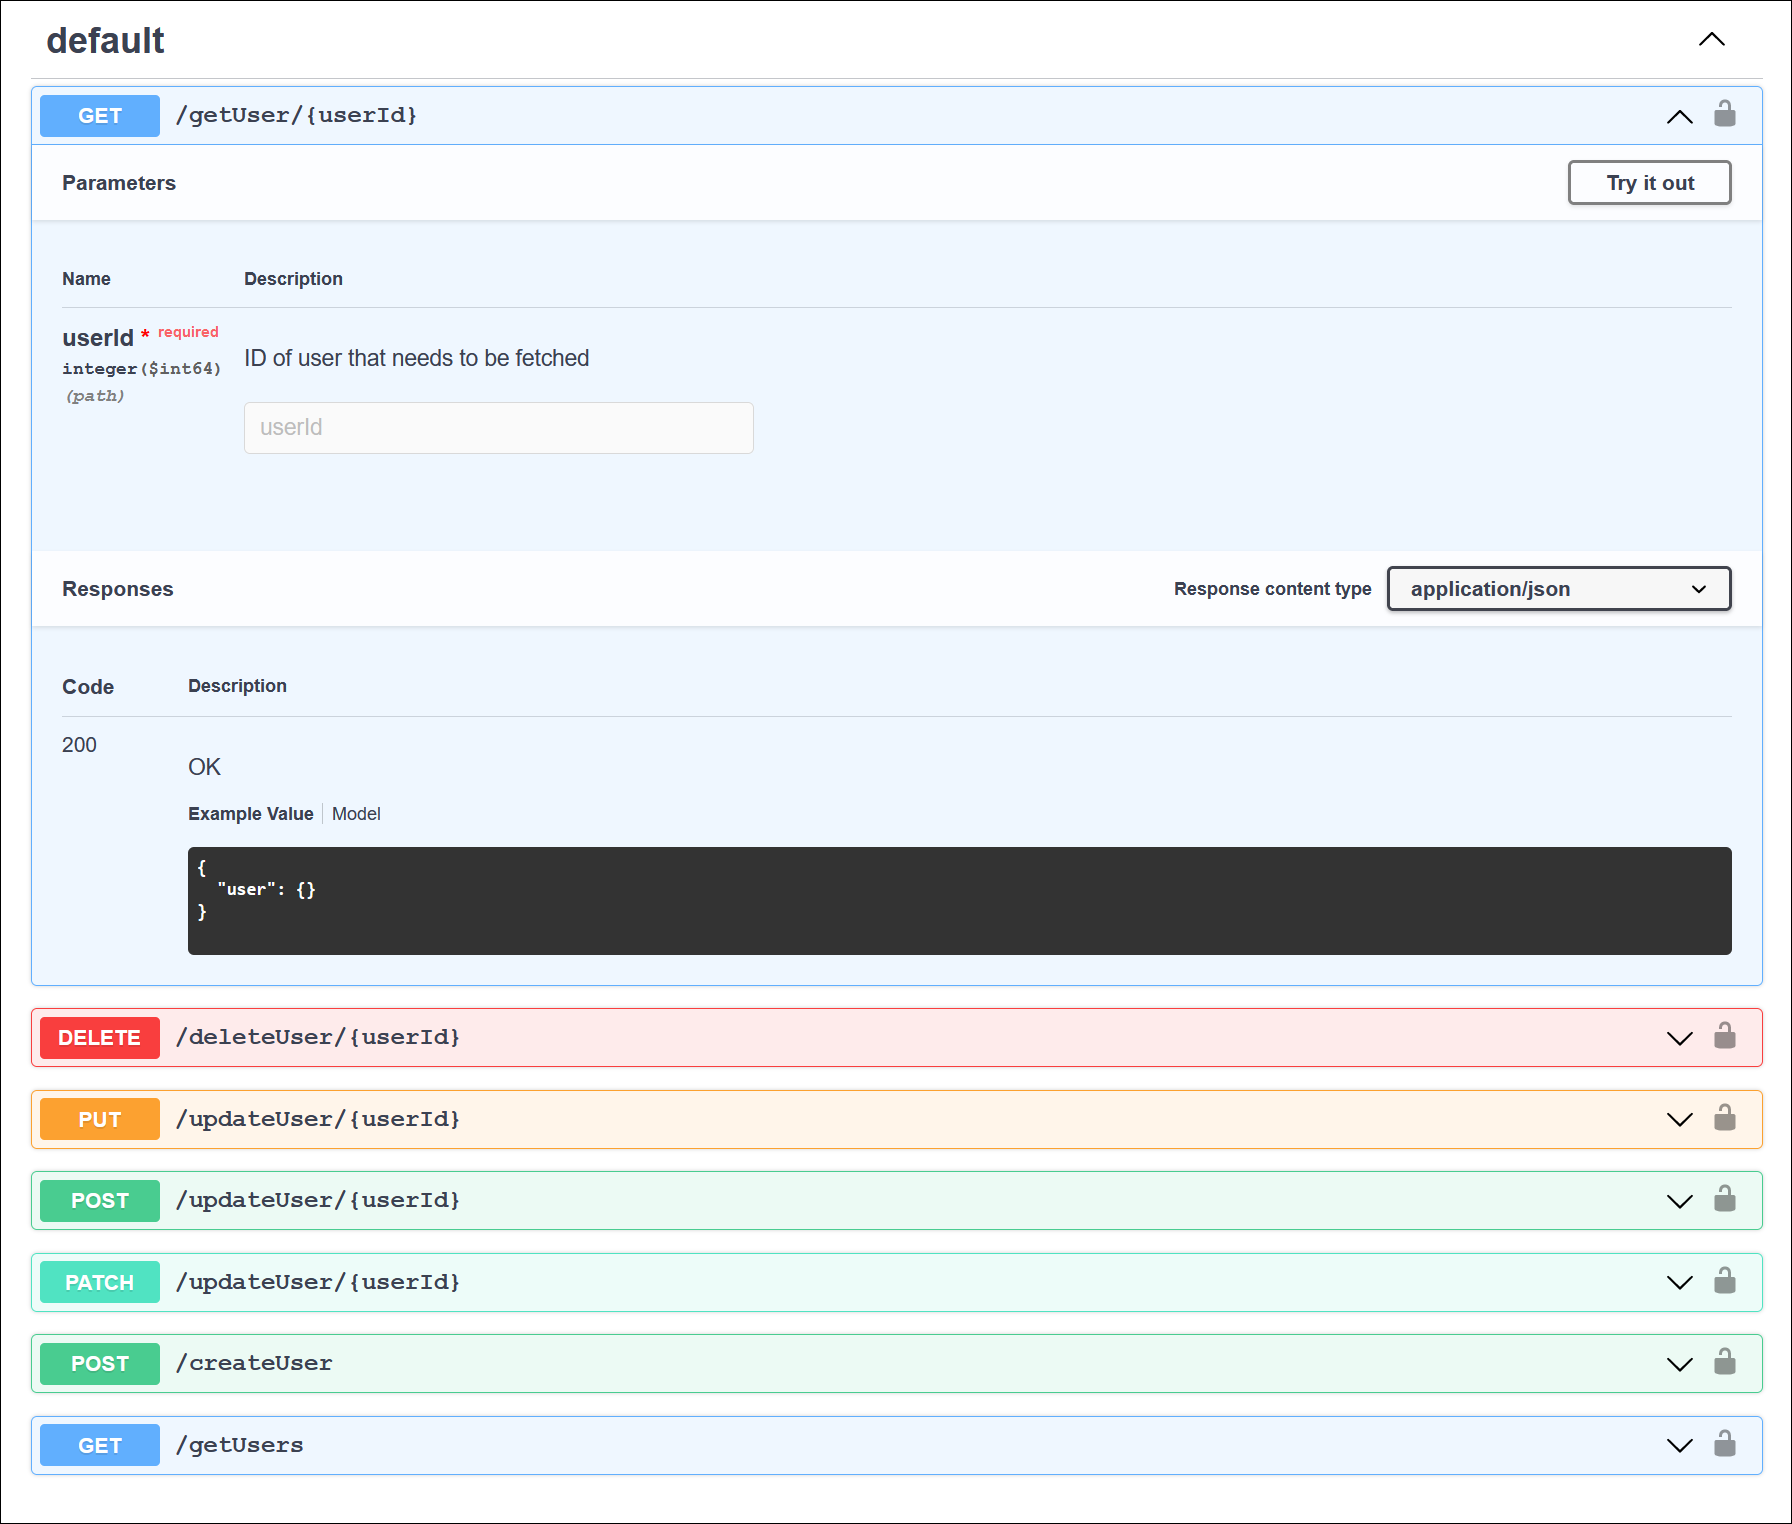 default
GET /getUser/{userId}
Parameters Try it out
Name Description
userId * required
integer($int64)
(path)
ID of user that needs to be fetched
userId
Responses Response content type application/json
Code Description
200
OK
Example Value Model
{
"user": {}
}
DELETE /deleteUser/{userId}
PUT /updateUser/{userId}
POST /updateUser/{userId}
PATCH /updateUser/{userId}
POST /createUser
GET /getUsers